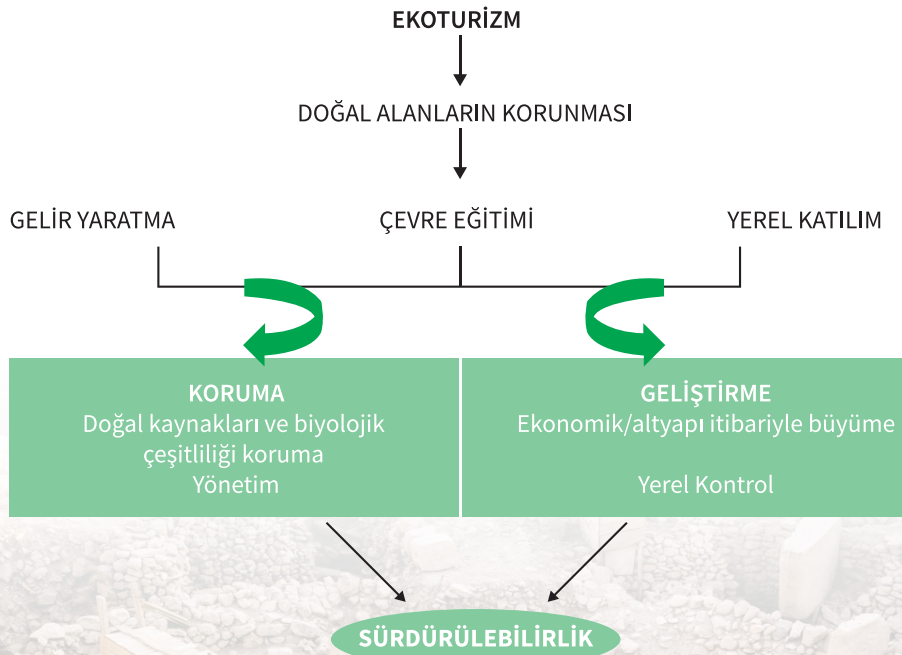 EKOTURİZM
DOĞAL ALANLARIN KORUNMASI
GELİR YARATMA
ÇEVRE EĞİTİMİ
YEREL KATILIM
KORUMA
Doğal kaynakları ve biyolojik
çeşitliliği koruma
Yönetim
GELİŞTİRME
Ekonomik/altyapı itibariyle büyüme
Yerel Kontrol
SÜRDÜRÜLEBİLİRLİK